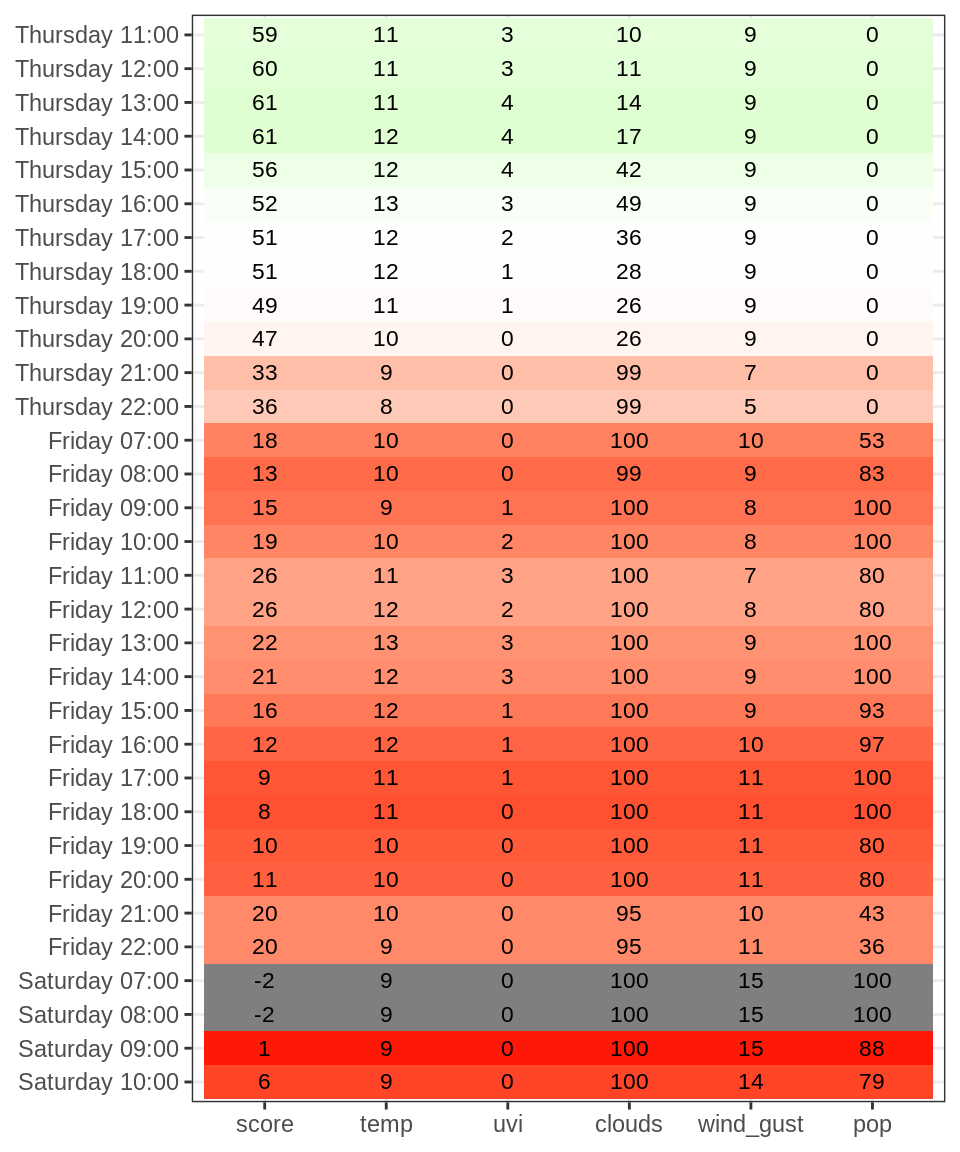 Thursday 11:00 59 11 3 10 9 0
Thursday 12:00 60 11 3 11 9 0
Thursday 13:00 61 11 4 14 9 0
Thursday 14:00 61 12 4 17 9 0
Thursday 15:00 56 12 4 42 9 0
Thursday 16:00 52 13 3 49 9 0
Thursday 17:00 51 12 2 36 9 0
Thursday 18:00 51 12 1 28 9 0
Thursday 19:00 49 11 1 26 9 0
Thursday 20:00 47 10 0 26 9 0
Thursday 21:00 33 9 0 99 7 0
Thursday 22:00 36 8 0 99 5 0
Friday 07:00 18 10 0 100 10 53
Friday 08:00 13 10 0 99 9 83
Friday 09:00 15 9 1 100 8 100
Friday 10:00 19 10 2 100 8 100
Friday 11:00 26 11 3 100 7 80
Friday 12:00 26 12 2 100 8 80
Friday 13:00 22 13 3 100 9 100
Friday 14:00 21 12 3 100 9 100
Friday 15:00 16 12 1 100 9 93
Friday 16:00 12 12 1 100 10 97
Friday 17:00 9 11 1 100 11 100
Friday 18:00 8 11 0 100 11 100
Friday 19:00 10 10 0 100 11 80
Friday 20:00 11 10 0 100 11 80
Friday 21:00 20 10 0 95 10 43
Friday 22:00 20 9 0 95 11 36
Saturday 07:00 -2 9 0 100 15 100
Saturday 08:00 -2 9 0 100 15 100
Saturday 09:00 1 9 0 100 15 88
Saturday 10:00 6 9 0 100 14 79
score temp uvi clouds wind_gust pop